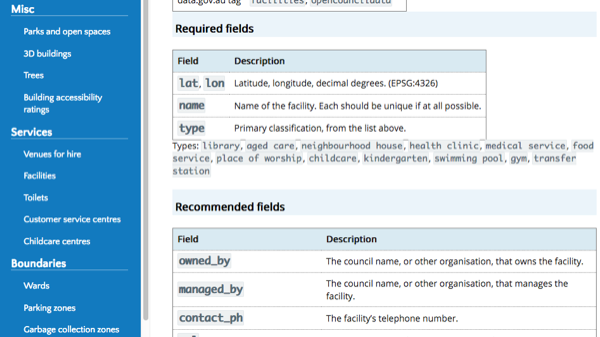 Misc
Parks and open spaces
3D buildings
Trees
Building accessibility
ratings
Services
Venues for hire
Facilities
Toilets
Customer service centres
Childcare centres
Boundaries
Wards
Parking zones
Garbage collection zones
data.gov.au tag facilities, opencouncildata
Required fields
Field Description
lat, lon Latitude, longitude, decimal degrees. (EPSG:4326)
name Name of the facility. Each should be unique if at all possible.
type Primary classification, from the list above.
Types: library, aged care, neighbourhood house, health clinic, medical service, food
service, place of worship, childcare, kindergarten, swimming pool, gym, transfer
station
Recommended fields
Field Description
owned_by The council name, or other organisation, that owns the facility.
managed_by The council name, or other organisation, that manages the
facility.
contact_ph The facility's telephone number.